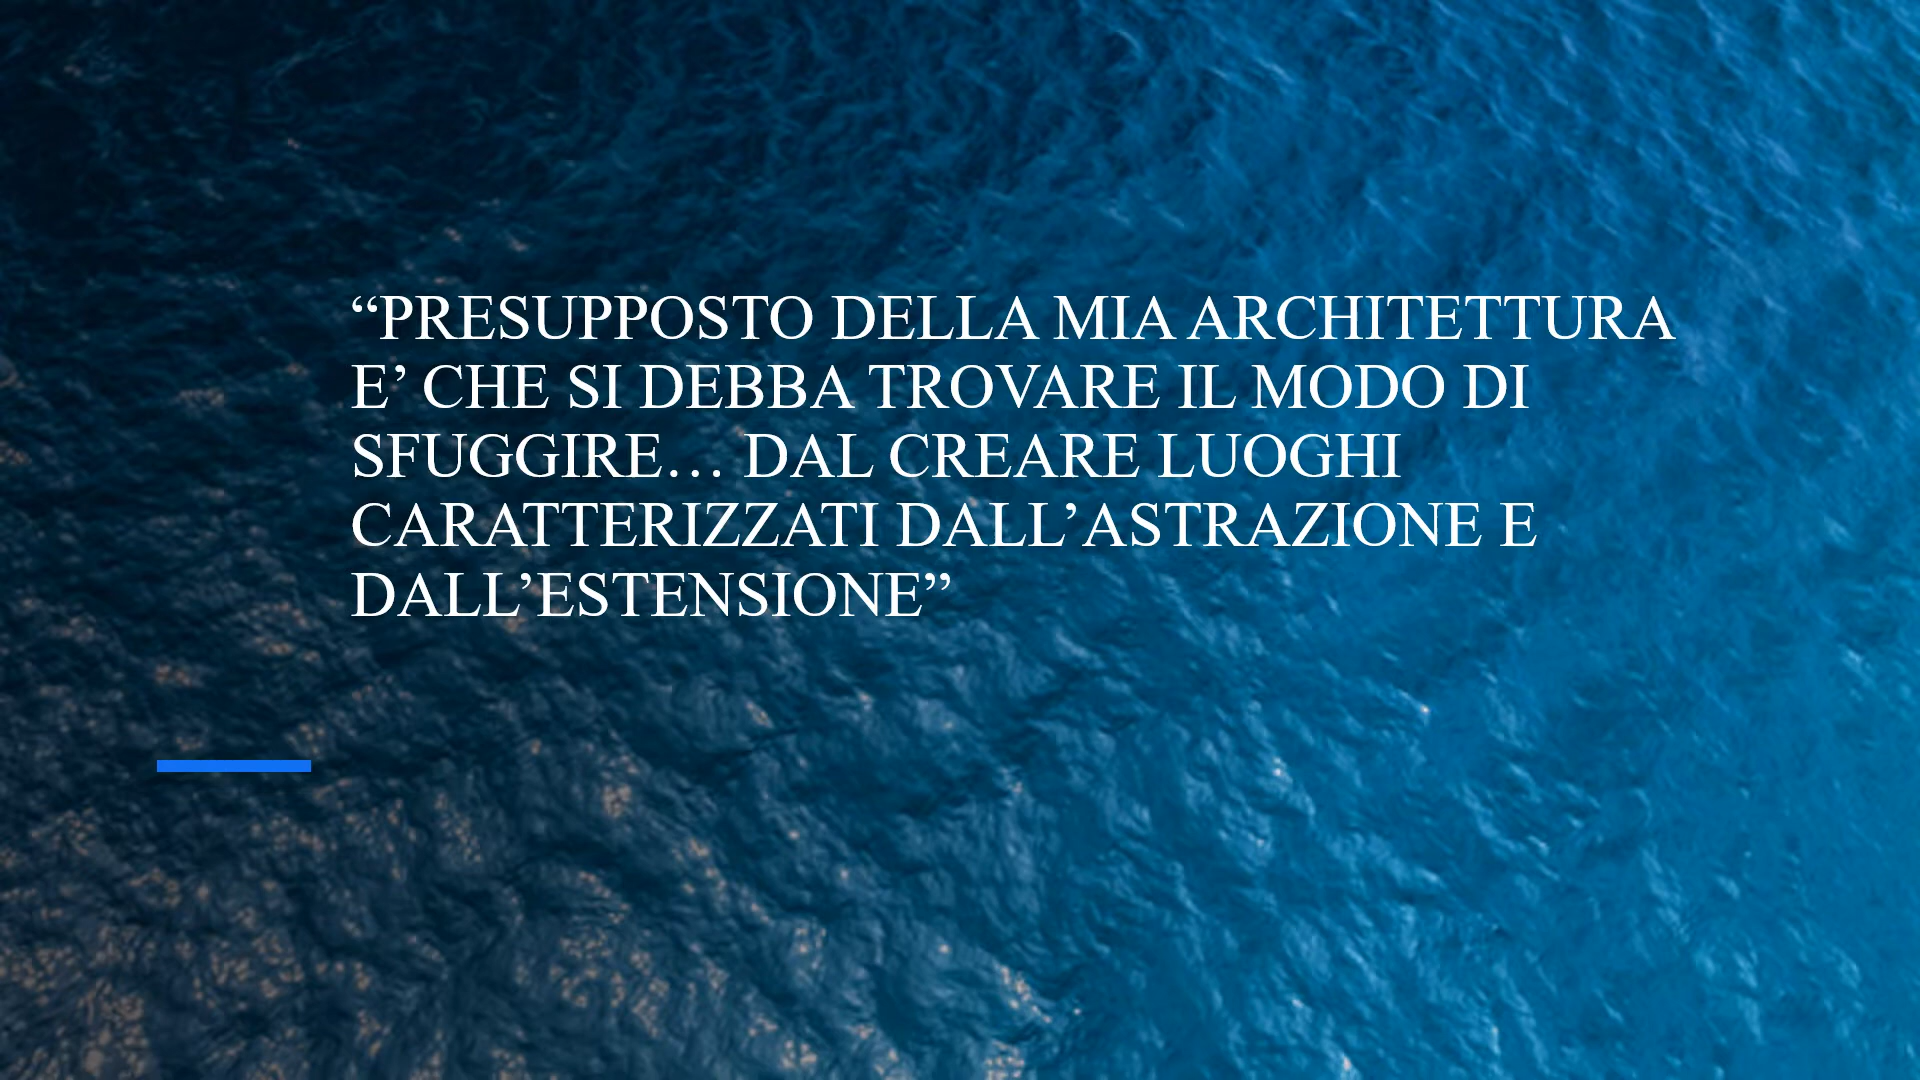 “PRESUPPOSTO DELLA MIA ARCHITETTURA
E’ CHE SI DEBBA TROVARE IL MODO DI
SFUGGIRE… DAL CREARE LUOGHI
CARATTERIZZATI DALL’ASTRAZIONE E
DALL’ESTENSIONE”